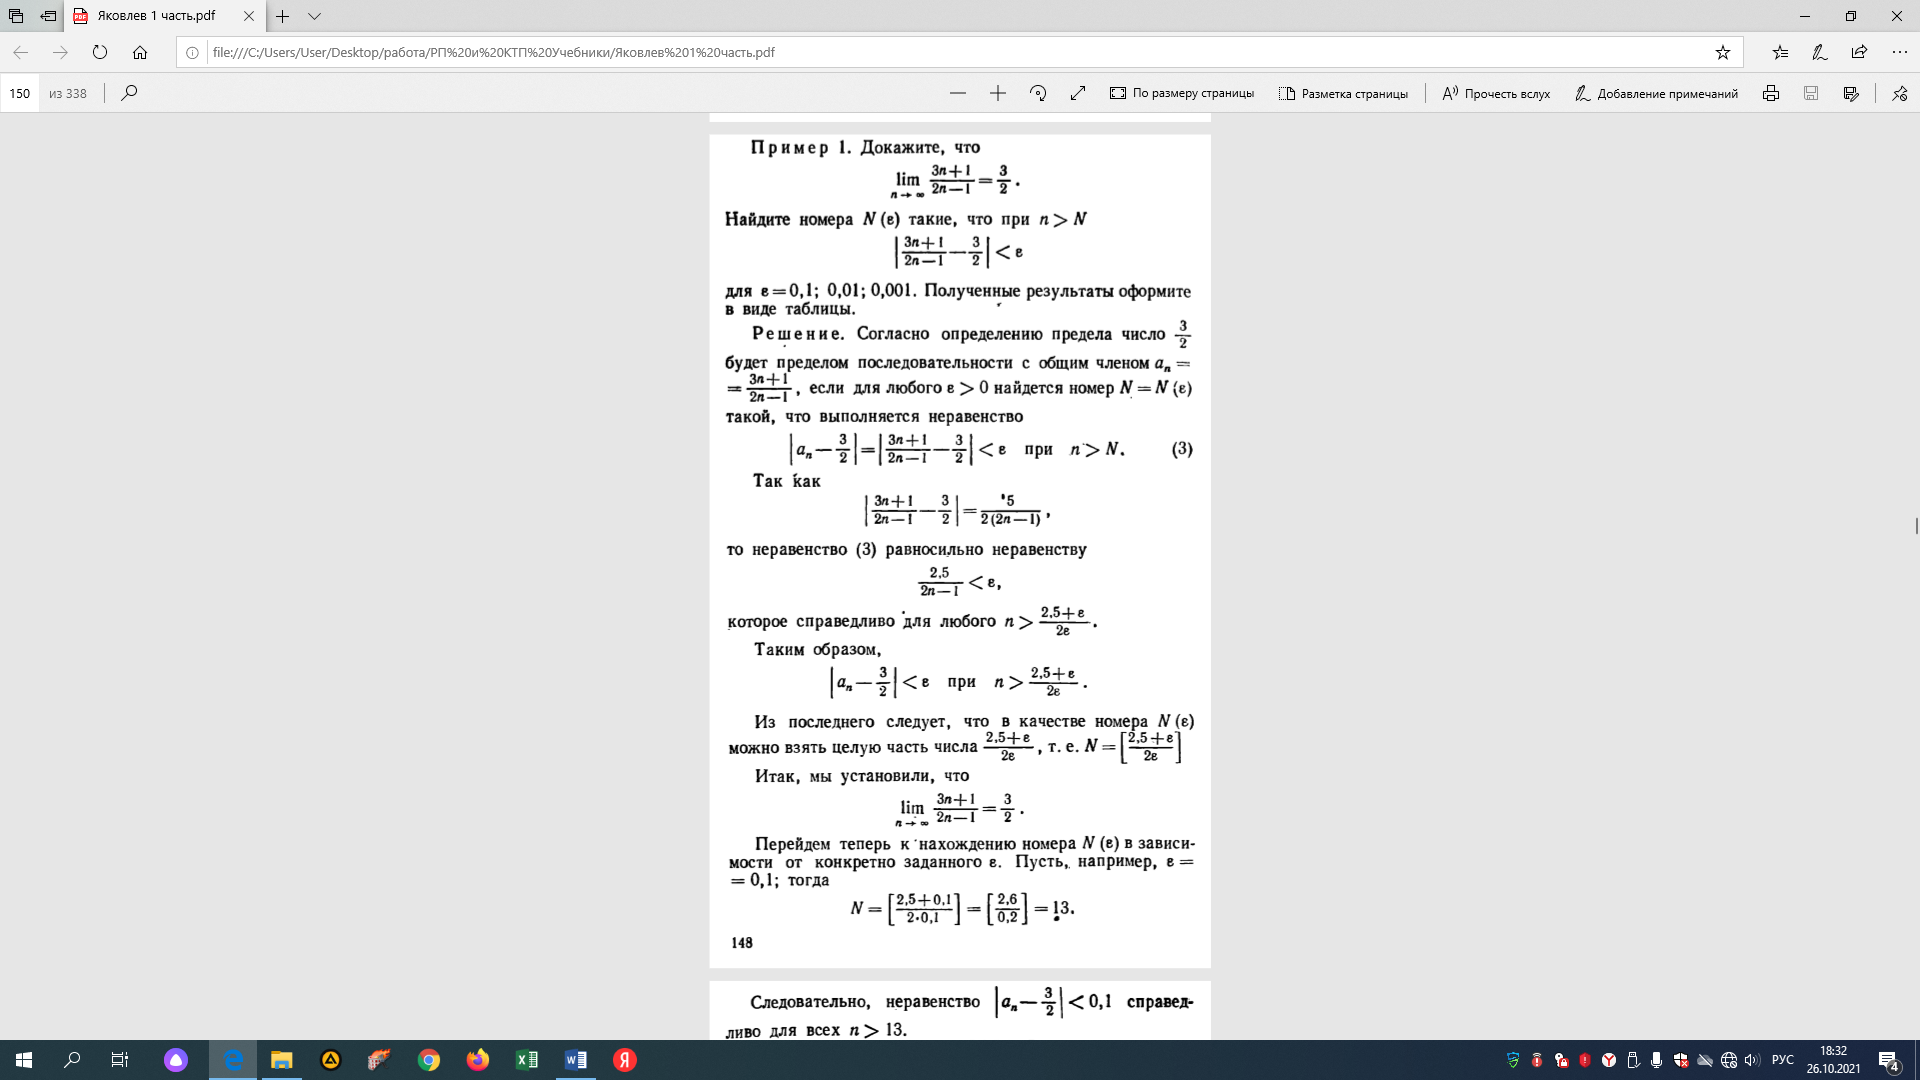 Яковлев 1 часть.pdf
file:///C:/Users/User/Desktop/работа/РП%20и%20КТП%20Учебники/Яковлев%201%20часть.pdf
150 из 338 По размеру страницы Разметка страницы Прочесть вслух Добавление примечаний
Пример 1. Докажите, что
lim n→∞ (3n+1)/(2n−1) = 3/2.
Найдите номера N (ε) такие, что при n > N
|(3n+1)/(2n−1) − 3/2| < ε
для ε = 0,1; 0,01; 0,001. Полученные результаты оформите
в виде таблицы.
Решение. Согласно определению предела число 3/2
будет пределом последовательности с общим членом aₙ =
= (3n+1)/(2n−1), если для любого ε > 0 найдется номер N = N (ε)
такой, что выполняется неравенство
|aₙ − 3/2| = |(3n+1)/(2n−1) − 3/2| < ε при n > N. (3)
Так как
|(3n+1)/(2n−1) − 3/2| = 5/(2(2n−1)),
то неравенство (3) равносильно неравенству
2,5/(2n−1) < ε,
которое справедливо для любого n > (2,5+ε)/(2ε).
Таким образом,
|aₙ − 3/2| < ε при n > (2,5+ε)/(2ε).
Из последнего следует, что в качестве номера N (ε)
можно взять целую часть числа (2,5+ε)/(2ε), т. е. N = [(2,5+ε)/(2ε)]
Итак, мы установили, что
lim n→∞ (3n+1)/(2n−1) = 3/2.
Перейдем теперь к нахождению номера N (ε) в зависи-
мости от конкретно заданного ε. Пусть, например, ε =
= 0,1; тогда
N = [(2,5+0,1)/(2·0,1)] = [2,6/0,2] = 13.
148
Следовательно, неравенство |aₙ − 3/2| < 0,1 справед-
ливо для всех n > 13.
РУС 18:32
26.10.2021
4